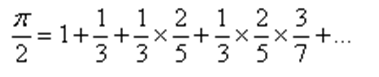 π/2 = 1 + 1/3 + 1/3 × 2/5 + 1/3 × 2/5 × 3/7 + ...